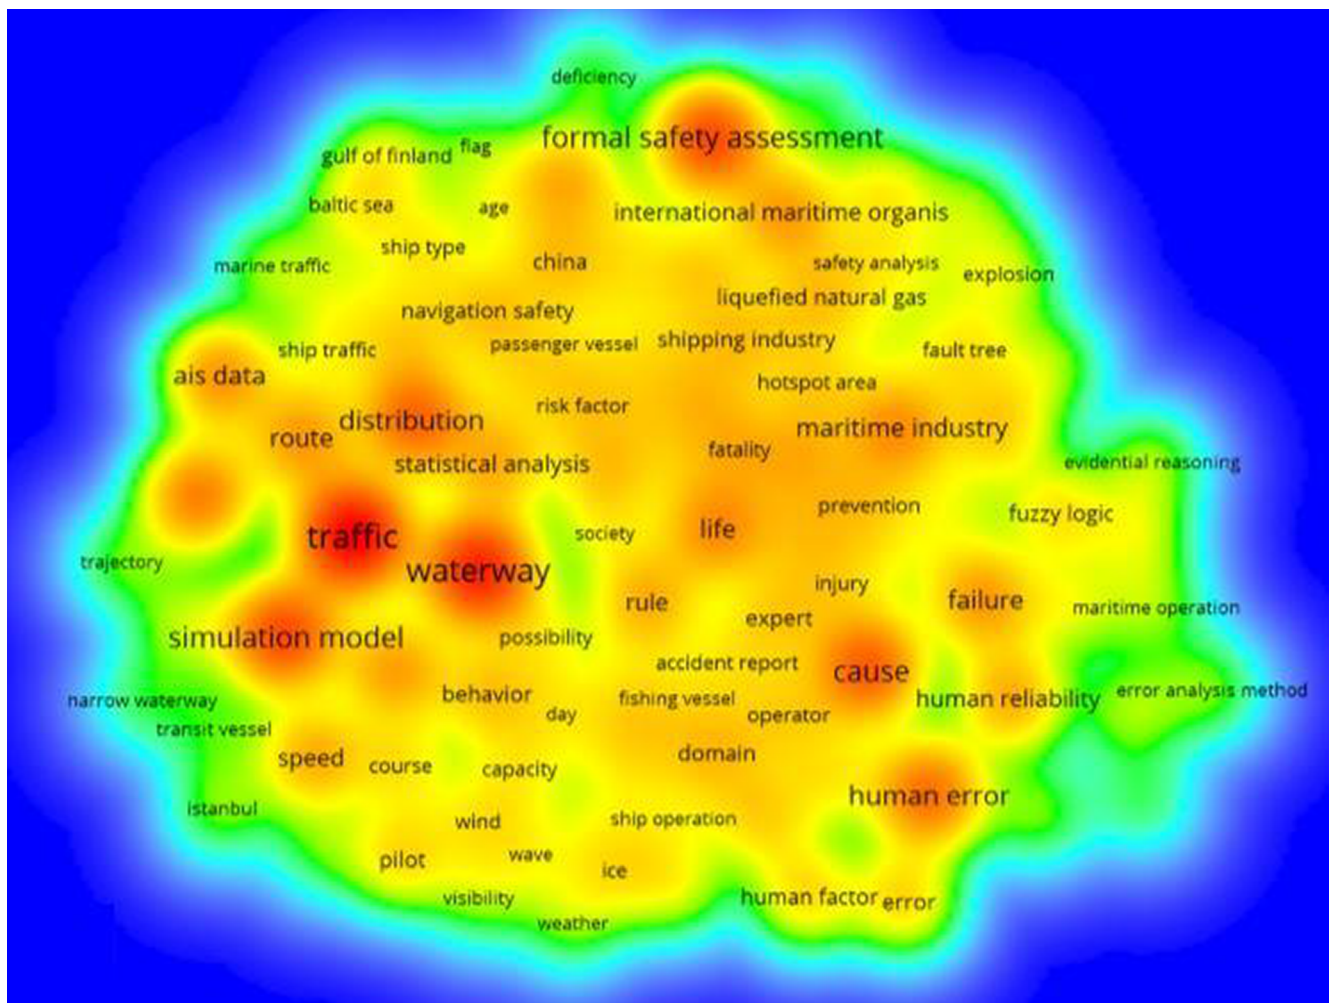 deficiency
formal safety assessment
gulf of finland
flag
baltic sea
age
international maritime organis
ship type
china
marine traffic
safety analysis
explosion
navigation safety
liquefied natural gas
ship traffic
passenger vessel
shipping industry
fault tree
ais data
hotspot area
risk factor
distribution
route
maritime industry
statistical analysis
fatality
evidential reasoning
prevention
fuzzy logic
traffic
life
society
trajectory
waterway
injury
failure
maritime operation
rule
expert
simulation model
possibility
accident report
cause
human reliability
error analysis method
narrow waterway
behavior
fishing vessel
day
operator
transit vessel
speed
course
capacity
domain
human error
istanbul
wind
ship operation
pilot
wave
ice
visibility
human factor
error
weather